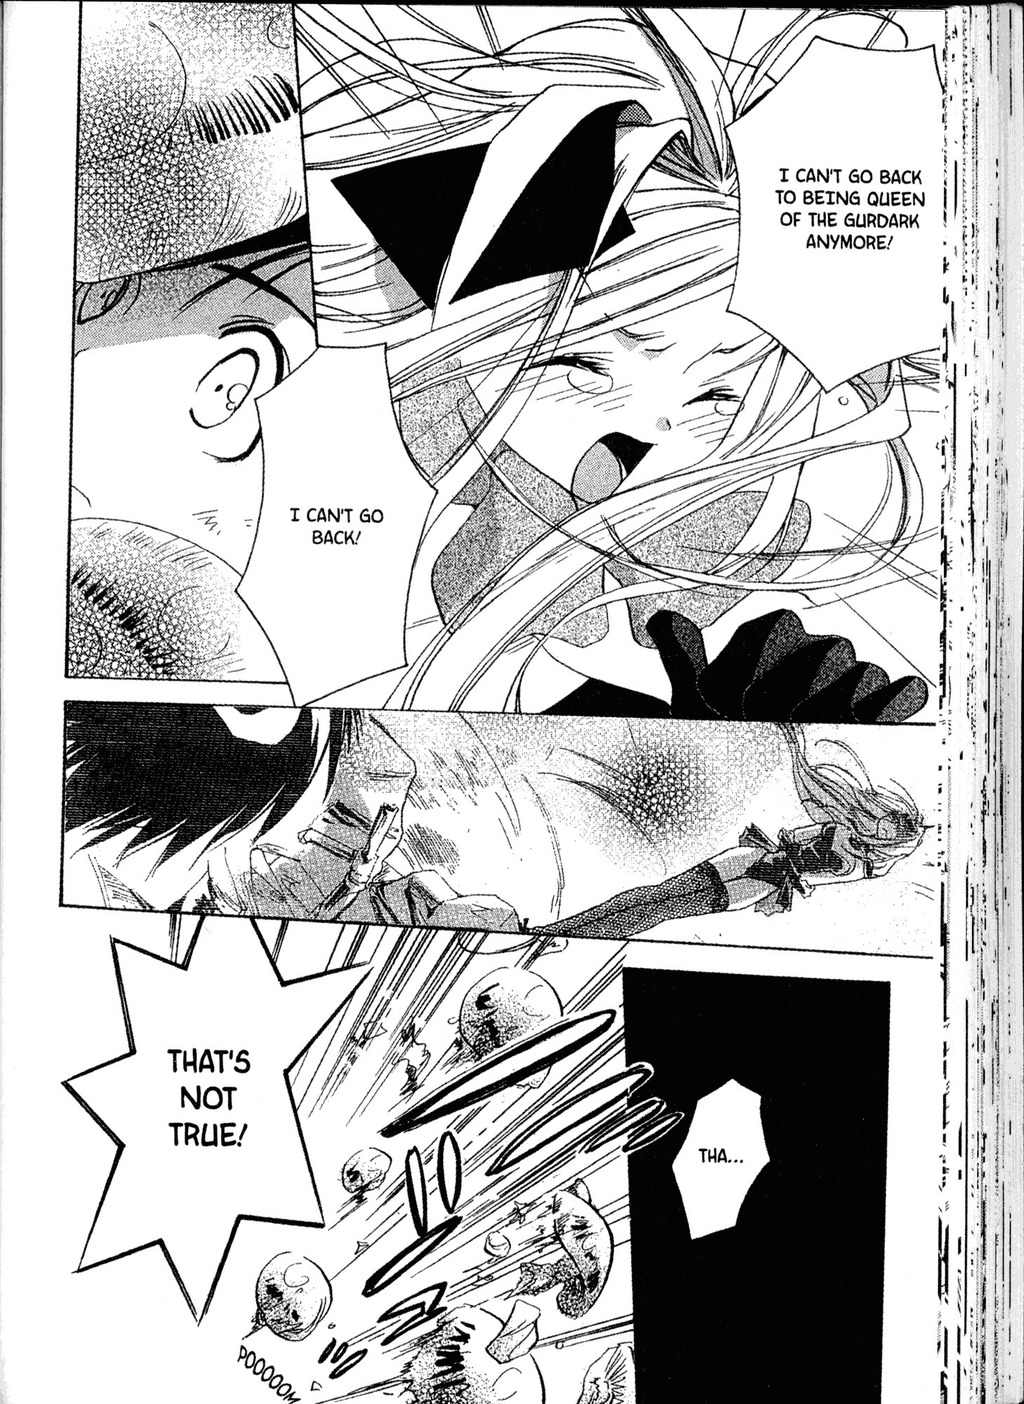 I CAN'T GO BACK
TO BEING QUEEN
OF THE GURDARK
ANYMORE!
I CAN'T GO
BACK!
THA...
THAT'S
NOT
TRUE!
POOOOOM